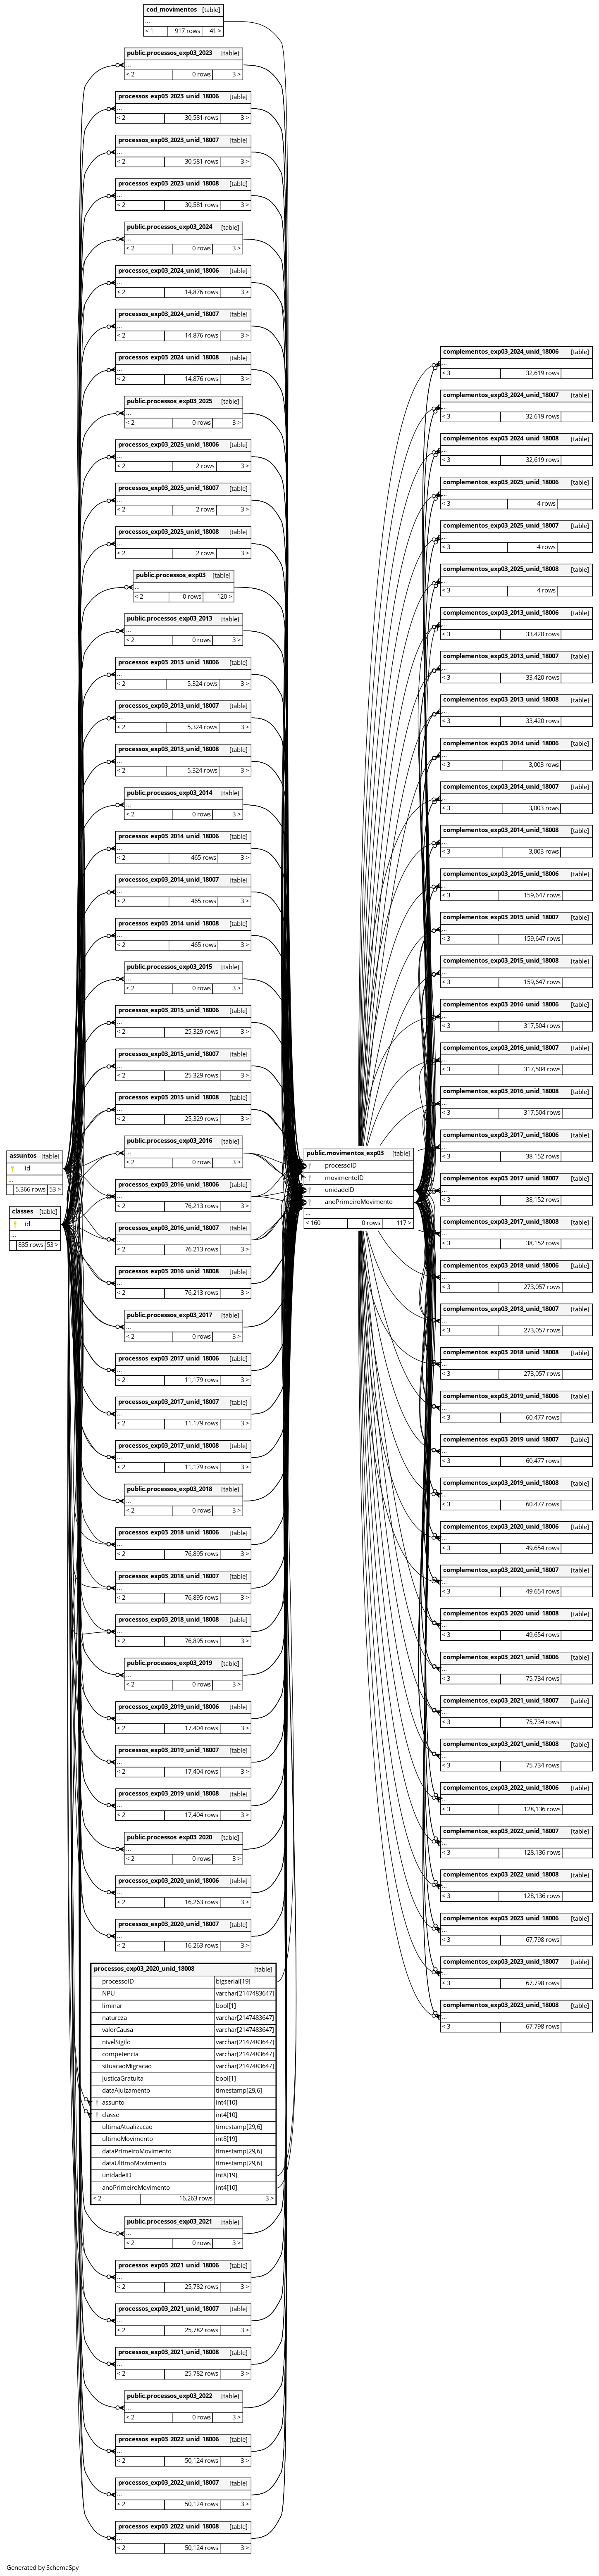 cod_movimentos [table]
...
< 1 917 rows 41 >
public.processos_exp03_2023 [table]
...
< 2 0 rows 3 >
processos_exp03_2023_unid_18006 [table]
...
< 2 30,581 rows 3 >
processos_exp03_2023_unid_18007 [table]
...
< 2 30,581 rows 3 >
processos_exp03_2023_unid_18008 [table]
...
< 2 30,581 rows 3 >
public.processos_exp03_2024 [table]
...
< 2 0 rows 3 >
processos_exp03_2024_unid_18006 [table]
...
< 2 14,876 rows 3 >
processos_exp03_2024_unid_18007 [table]
...
< 2 14,876 rows 3 >
processos_exp03_2024_unid_18008 [table]
...
< 2 14,876 rows 3 >
public.processos_exp03_2025 [table]
...
< 2 0 rows 3 >
processos_exp03_2025_unid_18006 [table]
...
< 2 2 rows 3 >
processos_exp03_2025_unid_18007 [table]
...
< 2 2 rows 3 >
processos_exp03_2025_unid_18008 [table]
...
< 2 2 rows 3 >
public.processos_exp03 [table]
...
< 2 0 rows 120 >
public.processos_exp03_2013 [table]
...
< 2 0 rows 3 >
processos_exp03_2013_unid_18006 [table]
...
< 2 5,324 rows 3 >
processos_exp03_2013_unid_18007 [table]
...
< 2 5,324 rows 3 >
processos_exp03_2013_unid_18008 [table]
...
< 2 5,324 rows 3 >
public.processos_exp03_2014 [table]
...
< 2 0 rows 3 >
processos_exp03_2014_unid_18006 [table]
...
< 2 465 rows 3 >
processos_exp03_2014_unid_18007 [table]
...
< 2 465 rows 3 >
processos_exp03_2014_unid_18008 [table]
...
< 2 465 rows 3 >
public.processos_exp03_2015 [table]
...
< 2 0 rows 3 >
processos_exp03_2015_unid_18006 [table]
...
< 2 25,329 rows 3 >
processos_exp03_2015_unid_18007 [table]
...
< 2 25,329 rows 3 >
processos_exp03_2015_unid_18008 [table]
...
< 2 25,329 rows 3 >
public.processos_exp03_2016 [table]
...
< 2 0 rows 3 >
processos_exp03_2016_unid_18006 [table]
...
< 2 76,213 rows 3 >
processos_exp03_2016_unid_18007 [table]
...
< 2 76,213 rows 3 >
processos_exp03_2016_unid_18008 [table]
...
< 2 76,213 rows 3 >
public.processos_exp03_2017 [table]
...
< 2 0 rows 3 >
processos_exp03_2017_unid_18006 [table]
...
< 2 11,179 rows 3 >
processos_exp03_2017_unid_18007 [table]
...
< 2 11,179 rows 3 >
processos_exp03_2017_unid_18008 [table]
...
< 2 11,179 rows 3 >
public.processos_exp03_2018 [table]
...
< 2 0 rows 3 >
processos_exp03_2018_unid_18006 [table]
...
< 2 76,895 rows 3 >
processos_exp03_2018_unid_18007 [table]
...
< 2 76,895 rows 3 >
processos_exp03_2018_unid_18008 [table]
...
< 2 76,895 rows 3 >
public.processos_exp03_2019 [table]
...
< 2 0 rows 3 >
processos_exp03_2019_unid_18006 [table]
...
< 2 17,404 rows 3 >
processos_exp03_2019_unid_18007 [table]
...
< 2 17,404 rows 3 >
processos_exp03_2019_unid_18008 [table]
...
< 2 17,404 rows 3 >
public.processos_exp03_2020 [table]
...
< 2 0 rows 3 >
processos_exp03_2020_unid_18006 [table]
...
< 2 16,263 rows 3 >
processos_exp03_2020_unid_18007 [table]
...
< 2 16,263 rows 3 >
processos_exp03_2020_unid_18008 [table]
processoID bigserial[19]
NPU varchar[2147483647]
liminar bool[1]
natureza varchar[2147483647]
valorCausa varchar[2147483647]
nivelSigilo varchar[2147483647]
competencia varchar[2147483647]
situacaoMigracao varchar[2147483647]
justicaGratuita bool[1]
dataAjuizamento timestamp[29,6]
assunto int4[10]
classe int4[10]
ultimaAtualizacao timestamp[29,6]
ultimoMovimento int8[19]
dataPrimeiroMovimento timestamp[29,6]
dataUltimoMovimento timestamp[29,6]
unidadeID int8[19]
anoPrimeiroMovimento int4[10]
< 2 16,263 rows 3 >
public.processos_exp03_2021 [table]
...
< 2 0 rows 3 >
processos_exp03_2021_unid_18006 [table]
...
< 2 25,782 rows 3 >
processos_exp03_2021_unid_18007 [table]
...
< 2 25,782 rows 3 >
processos_exp03_2021_unid_18008 [table]
...
< 2 25,782 rows 3 >
public.processos_exp03_2022 [table]
...
< 2 0 rows 3 >
processos_exp03_2022_unid_18006 [table]
...
< 2 50,124 rows 3 >
processos_exp03_2022_unid_18007 [table]
...
< 2 50,124 rows 3 >
processos_exp03_2022_unid_18008 [table]
...
< 2 50,124 rows 3 >
assuntos [table]
id
...
5,366 rows 53 >
classes [table]
id
...
835 rows 53 >
public.movimentos_exp03 [table]
processoID
movimentoID
unidadeID
anoPrimeiroMovimento
...
< 160 0 rows 117 >
complementos_exp03_2024_unid_18006 [table]
...
< 3 32,619 rows
complementos_exp03_2024_unid_18007 [table]
...
< 3 32,619 rows
complementos_exp03_2024_unid_18008 [table]
...
< 3 32,619 rows
complementos_exp03_2025_unid_18006 [table]
...
< 3 4 rows
complementos_exp03_2025_unid_18007 [table]
...
< 3 4 rows
complementos_exp03_2025_unid_18008 [table]
...
< 3 4 rows
complementos_exp03_2013_unid_18006 [table]
...
< 3 33,420 rows
complementos_exp03_2013_unid_18007 [table]
...
< 3 33,420 rows
complementos_exp03_2013_unid_18008 [table]
...
< 3 33,420 rows
complementos_exp03_2014_unid_18006 [table]
...
< 3 3,003 rows
complementos_exp03_2014_unid_18007 [table]
...
< 3 3,003 rows
complementos_exp03_2014_unid_18008 [table]
...
< 3 3,003 rows
complementos_exp03_2015_unid_18006 [table]
...
< 3 159,647 rows
complementos_exp03_2015_unid_18007 [table]
...
< 3 159,647 rows
complementos_exp03_2015_unid_18008 [table]
...
< 3 159,647 rows
complementos_exp03_2016_unid_18006 [table]
...
< 3 317,504 rows
complementos_exp03_2016_unid_18007 [table]
...
< 3 317,504 rows
complementos_exp03_2016_unid_18008 [table]
...
< 3 317,504 rows
complementos_exp03_2017_unid_18006 [table]
...
< 3 38,152 rows
complementos_exp03_2017_unid_18007 [table]
...
< 3 38,152 rows
complementos_exp03_2017_unid_18008 [table]
...
< 3 38,152 rows
complementos_exp03_2018_unid_18006 [table]
...
< 3 273,057 rows
complementos_exp03_2018_unid_18007 [table]
...
< 3 273,057 rows
complementos_exp03_2018_unid_18008 [table]
...
< 3 273,057 rows
complementos_exp03_2019_unid_18006 [table]
...
< 3 60,477 rows
complementos_exp03_2019_unid_18007 [table]
...
< 3 60,477 rows
complementos_exp03_2019_unid_18008 [table]
...
< 3 60,477 rows
complementos_exp03_2020_unid_18006 [table]
...
< 3 49,654 rows
complementos_exp03_2020_unid_18007 [table]
...
< 3 49,654 rows
complementos_exp03_2020_unid_18008 [table]
...
< 3 49,654 rows
complementos_exp03_2021_unid_18006 [table]
...
< 3 75,734 rows
complementos_exp03_2021_unid_18007 [table]
...
< 3 75,734 rows
complementos_exp03_2021_unid_18008 [table]
...
< 3 75,734 rows
complementos_exp03_2022_unid_18006 [table]
...
< 3 128,136 rows
complementos_exp03_2022_unid_18007 [table]
...
< 3 128,136 rows
complementos_exp03_2022_unid_18008 [table]
...
< 3 128,136 rows
complementos_exp03_2023_unid_18006 [table]
...
< 3 67,798 rows
complementos_exp03_2023_unid_18007 [table]
...
< 3 67,798 rows
complementos_exp03_2023_unid_18008 [table]
...
< 3 67,798 rows
Generated by SchemaSpy